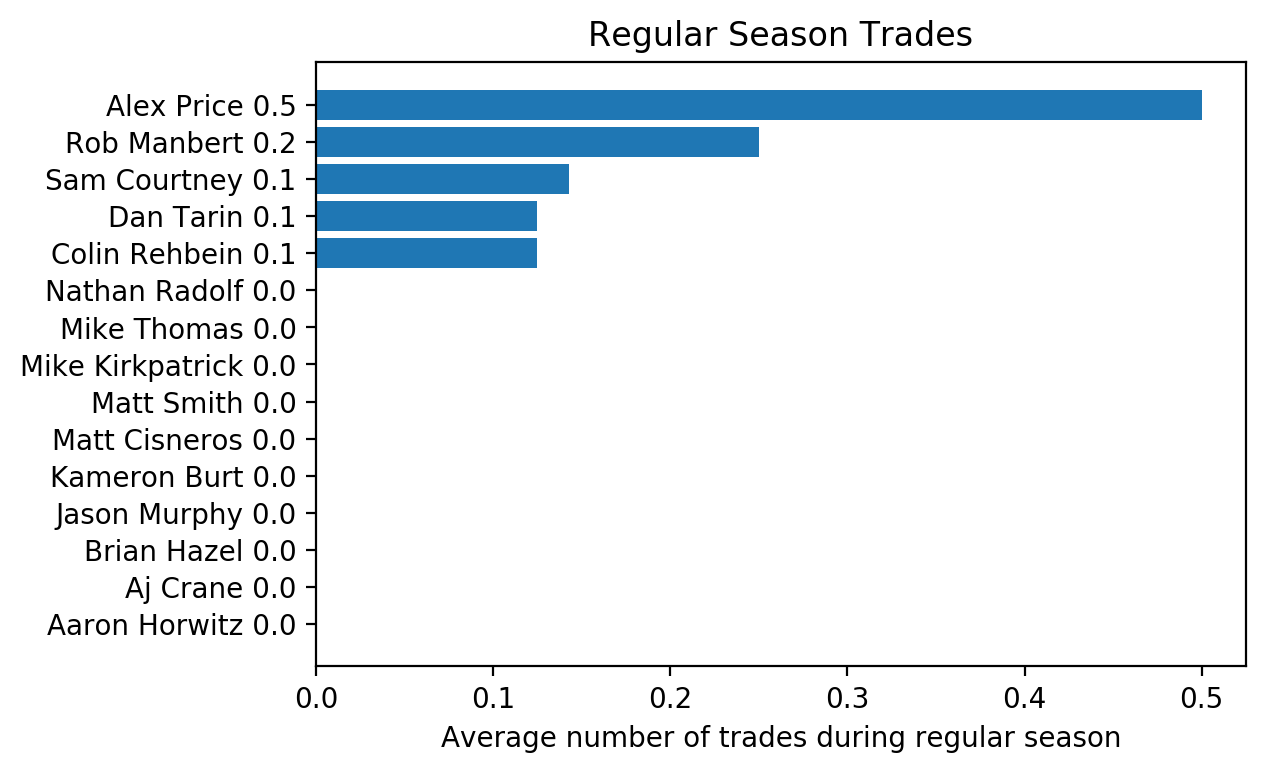 Regular Season Trades
Alex Price 0.5
Rob Manbert 0.2
Sam Courtney 0.1
Dan Tarin 0.1
Colin Rehbein 0.1
Nathan Radolf 0.0
Mike Thomas 0.0
Mike Kirkpatrick 0.0
Matt Smith 0.0
Matt Cisneros 0.0
Kameron Burt 0.0
Jason Murphy 0.0
Brian Hazel 0.0
Aj Crane 0.0
Aaron Horwitz 0.0
0.0 0.1 0.2 0.3 0.4 0.5
Average number of trades during regular season